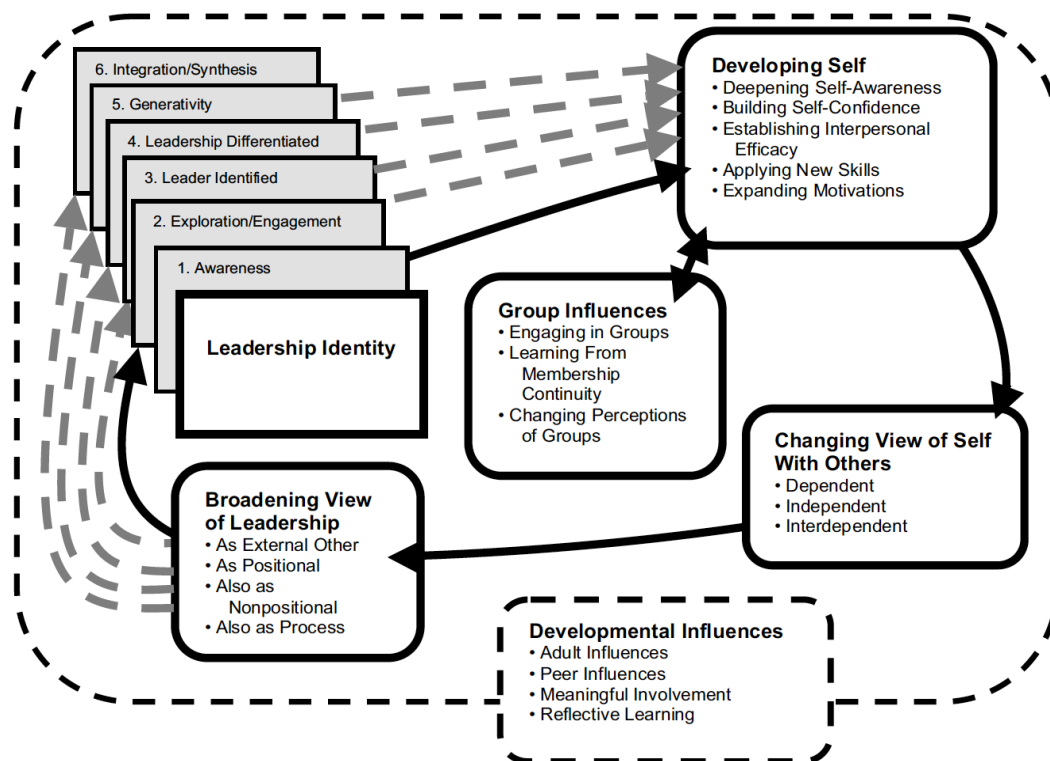 6. Integration/Synthesis
5. Generativity
4. Leadership Differentiated
3. Leader Identified
2. Exploration/Engagement
1. Awareness
Leadership Identity
Developing Self
• Deepening Self-Awareness
• Building Self-Confidence
• Establishing Interpersonal
Efficacy
• Applying New Skills
• Expanding Motivations
Group Influences
• Engaging in Groups
• Learning From
Membership
Continuity
• Changing Perceptions
of Groups
Changing View of Self
With Others
• Dependent
• Independent
• Interdependent
Broadening View
of Leadership
• As External Other
• As Positional
• Also as
Nonpositional
• Also as Process
Developmental Influences
• Adult Influences
• Peer Influences
• Meaningful Involvement
• Reflective Learning